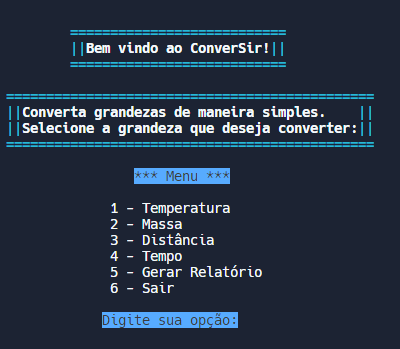 ===========================
||Bem vindo ao ConverSir!||
===========================
==============================================
||Converta grandezas de maneira simples.    ||
||Selecione a grandeza que deseja converter:||
==============================================
*** Menu ***
1 - Temperatura
2 - Massa
3 - Distância
4 - Tempo
5 - Gerar Relatório
6 - Sair
Digite sua opção: